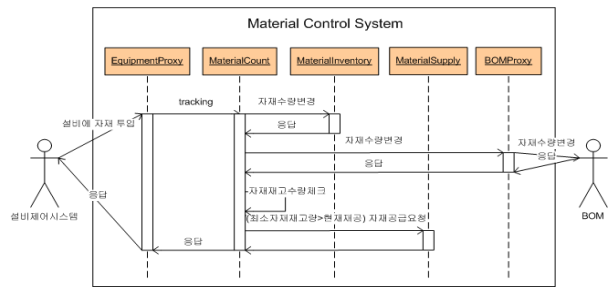 Material Control System
EquipmentProxy MaterialCount MaterialInventory MaterialSupply BOMProxy
tracking 자재수량변경
설비에 자재 투입 응답
자재수량변경 자재수량변경
응답 응답
자재재고수량체크
응답
(최소자재재고량>현재재공) 자재공급요청
설비제어시스템 BOM
응답